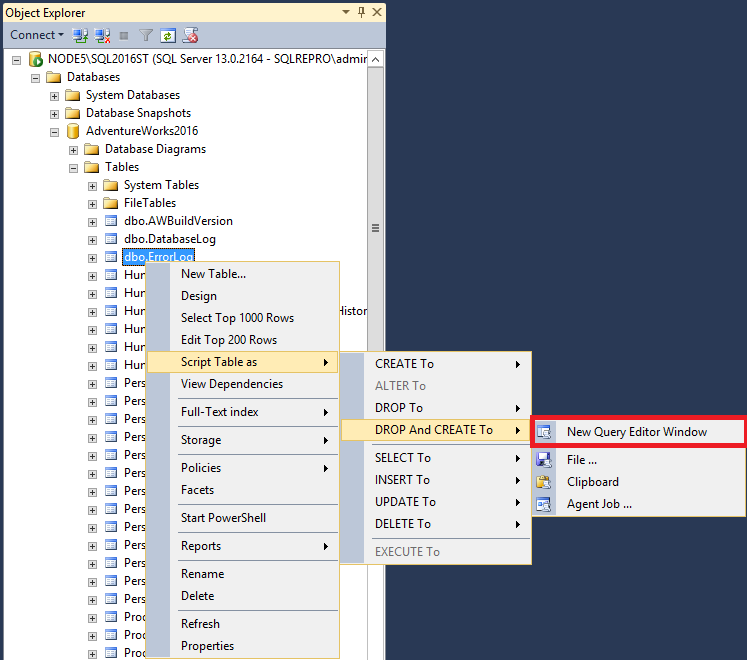 Object Explorer
Connect
NODE5\SQL2016ST (SQL Server 13.0.2164 - SQLREPRO\admin
Databases
System Databases
Database Snapshots
AdventureWorks2016
Database Diagrams
Tables
System Tables
FileTables
dbo.AWBuildVersion
dbo.DatabaseLog
dbo.ErrorLog
Hur
Hur
Hur
Histor
Hur
Hur
Hur
Pers
Pers
Pers
Pers
Pers
Pers
Pers
Pers
Pers
Pers
Pers
Pers
Pers
Proc
Proc
Proc
New Table...
Design
Select Top 1000 Rows
Edit Top 200 Rows
Script Table as
View Dependencies
Full-Text index
Storage
Policies
Facets
Start PowerShell
Reports
Rename
Delete
Refresh
Properties
CREATE To
ALTER To
DROP To
DROP And CREATE To
SELECT To
INSERT To
UPDATE To
DELETE To
EXECUTE To
New Query Editor Window
File ...
Clipboard
Agent Job ...